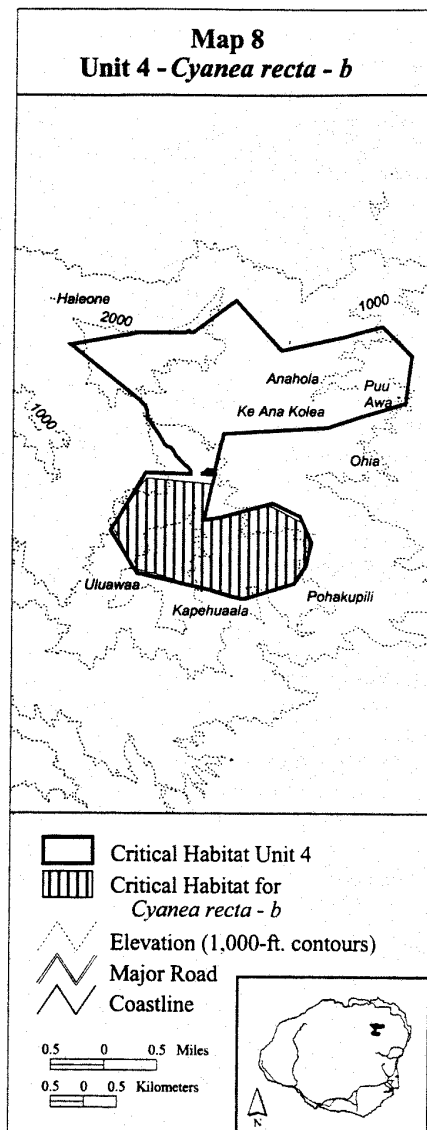 Map 8
Unit 4 - Cyanea recta - b
Haleone
2000
1000
Anahola
Puu
Awa
Ke Ana Kolea
1000
Ohia
Uluawaa
Pohakupili
Kapehuaala
Critical Habitat Unit 4
Critical Habitat for
Cyanea recta - b
Elevation (1,000-ft. contours)
Major Road
Coastline
0.5 0 0.5 Miles
0.5 0 0.5 Kilometers
N